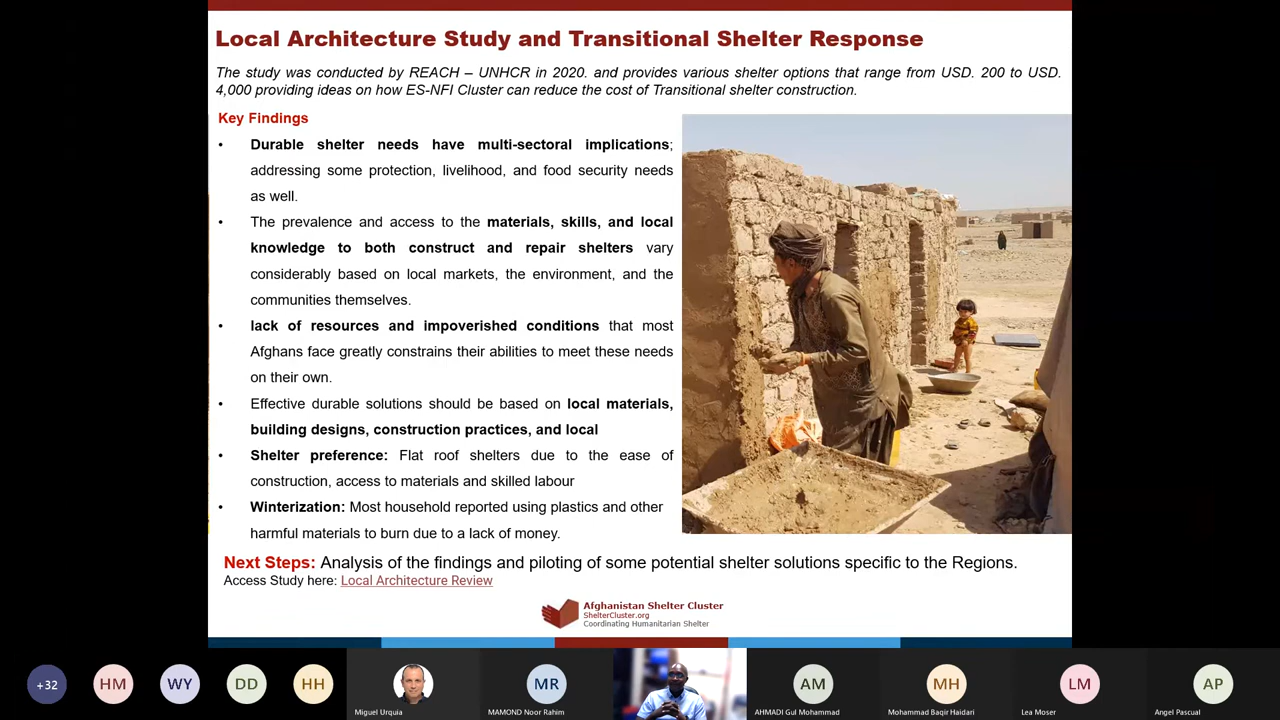 Local Architecture Study and Transitional Shelter Response
The study was conducted by REACH – UNHCR in 2020. and provides various shelter options that range from USD. 200 to USD.
4,000 providing ideas on how ES-NFI Cluster can reduce the cost of Transitional shelter construction.
Key Findings
• Durable shelter needs have multi-sectoral implications;
addressing some protection, livelihood, and food security needs
as well.
• The prevalence and access to the materials, skills, and local
knowledge to both construct and repair shelters vary
considerably based on local markets, the environment, and the
communities themselves.
• lack of resources and impoverished conditions that most
Afghans face greatly constrains their abilities to meet these needs
on their own.
• Effective durable solutions should be based on local materials,
building designs, construction practices, and local
• Shelter preference: Flat roof shelters due to the ease of
construction, access to materials and skilled labour
• Winterization: Most household reported using plastics and other
harmful materials to burn due to a lack of money.
Next Steps: Analysis of the findings and piloting of some potential shelter solutions specific to the Regions.
Access Study here: Local Architecture Review
Afghanistan Shelter Cluster
ShelterCluster.org
Coordinating Humanitarian Shelter
+32
HM
WY
DD
HH
Miguel Urquia
MR
MAMOND Noor Rahim
AM
AHMADI Gul Mohammad
MH
Mohammad Baqir Haidari
LM
Lea Moser
AP
Angel Pascual